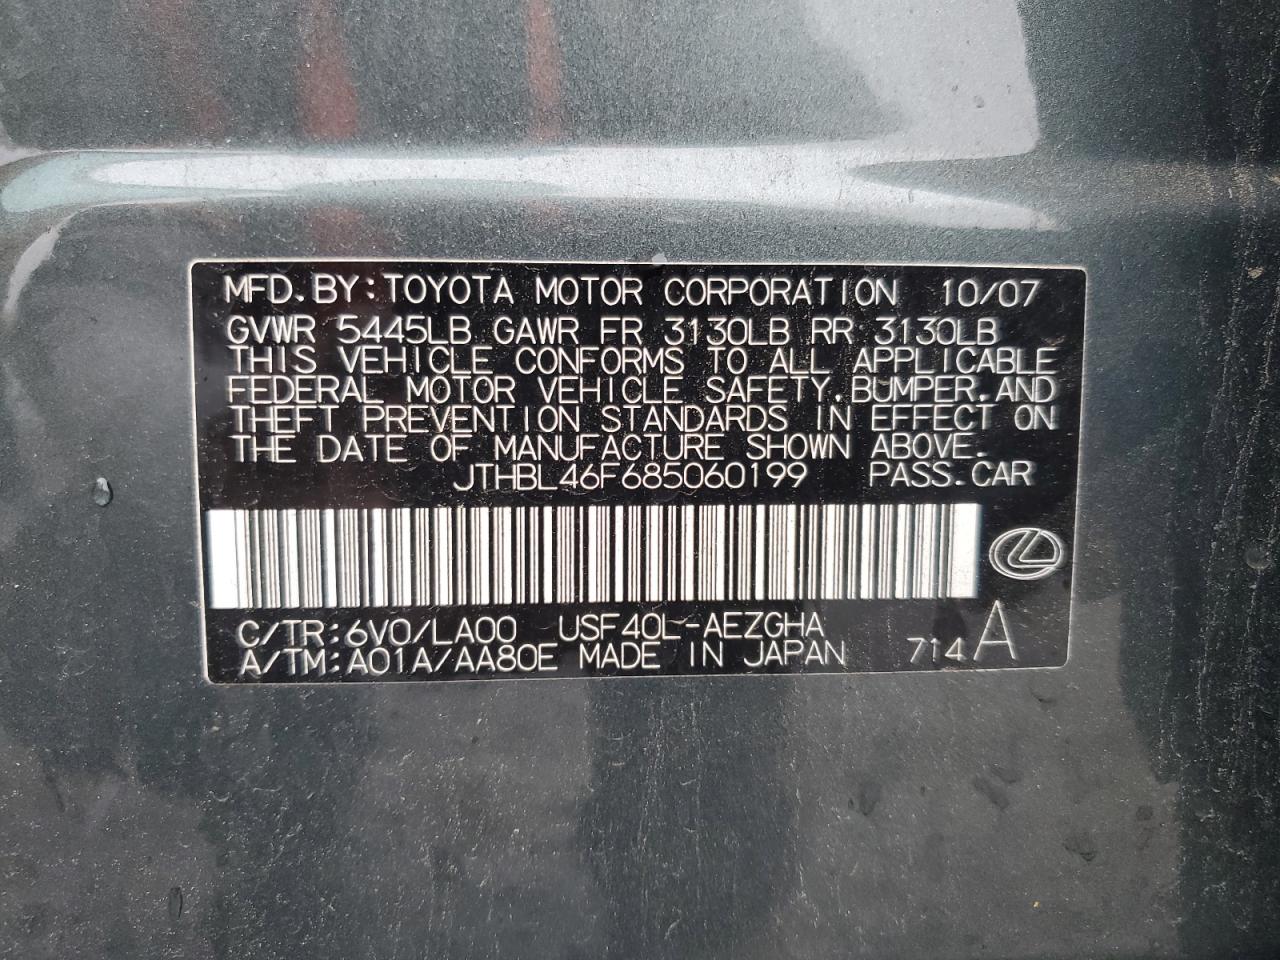 MFD.BY:TOYOTA MOTOR CORPORATION 10/07
GVWR 5445LB GAWR FR 3130LB RR 3130LB
THIS VEHICLE CONFORMS TO ALL APPLICABLE
FEDERAL MOTOR VEHICLE SAFETY,BUMPER,AND
THEFT PREVENTION STANDARDS IN EFFECT ON
THE DATE OF MANUFACTURE SHOWN ABOVE.
JTHBL46F685060199 PASS.CAR
C/TR:6V0/LA00 USF40L-AEZGHA
A/TM:A01A/AA80E MADE IN JAPAN 714A